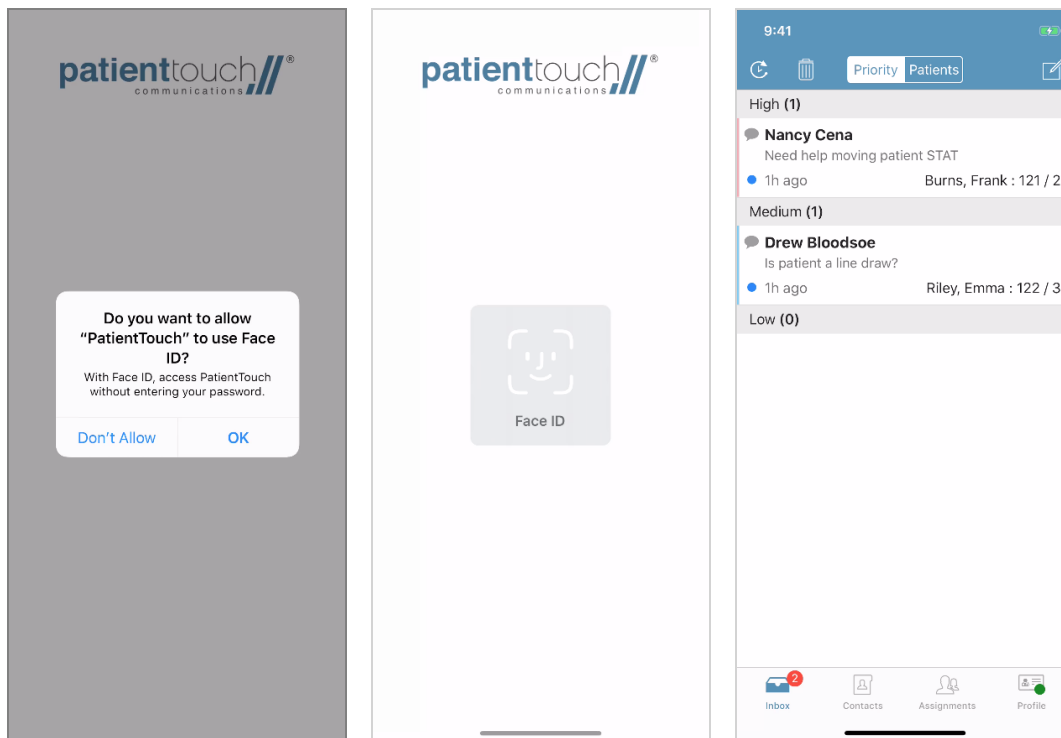 patienttouch®
communications
Do you want to allow
“PatientTouch” to use Face
ID?
With Face ID, access PatientTouch
without entering your password.
Don’t Allow
OK
patienttouch®
communications
Face ID
9:41
Priority
Patients
High (1)
Nancy Cena
Need help moving patient STAT
1h ago
Burns, Frank : 121 / 2
Medium (1)
Drew Bloodsoe
Is patient a line draw?
1h ago
Riley, Emma : 122 / 3
Low (0)
2
Inbox
Contacts
Assignments
Profile